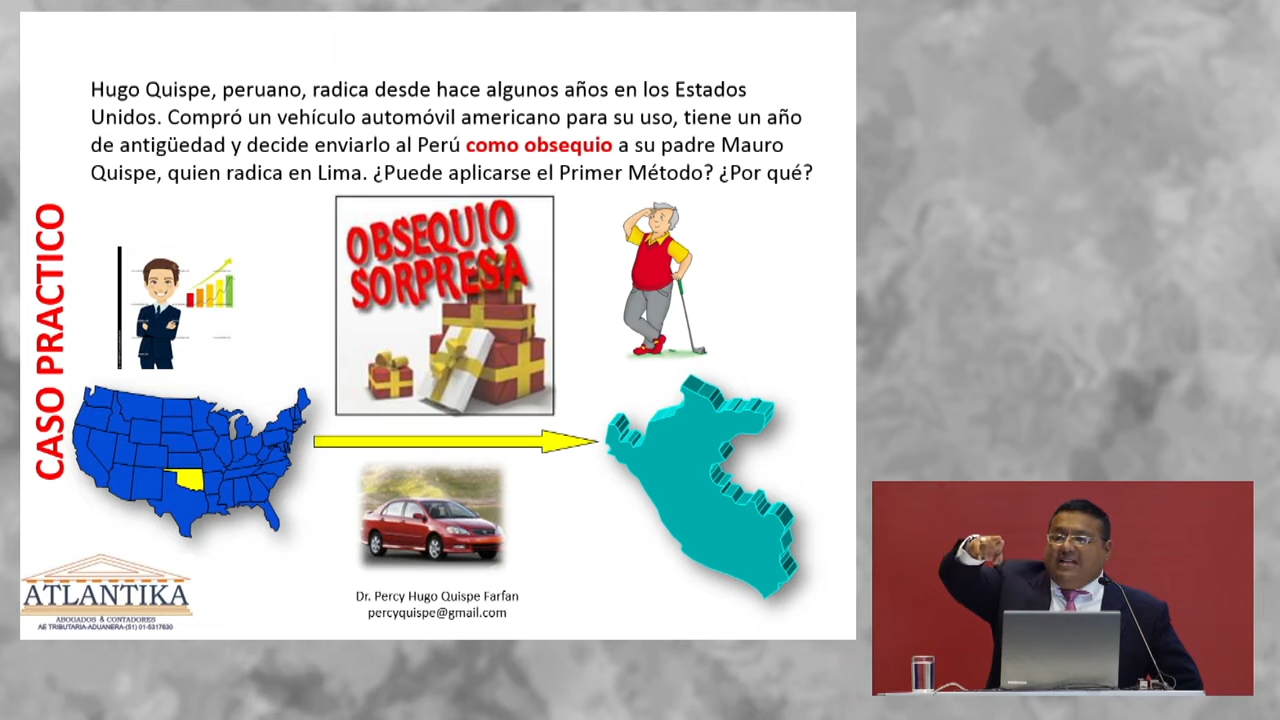 Hugo Quispe, peruano, radica desde hace algunos años en los Estados
Unidos. Compró un vehículo automóvil americano para su uso, tiene un año
de antigüedad y decide enviarlo al Perú como obsequio a su padre Mauro
Quispe, quien radica en Lima. ¿Puede aplicarse el Primer Método? ¿Por qué?
CASO PRACTICO
OBSEQUIO
SORPRESA
ATLANTIKA
ABOGADOS & CONTADORES
AE TRIBUTARIA-ADUANERA-(51) 01-5317630
Dr. Percy Hugo Quispe Farfan
percyquispe@gmail.com